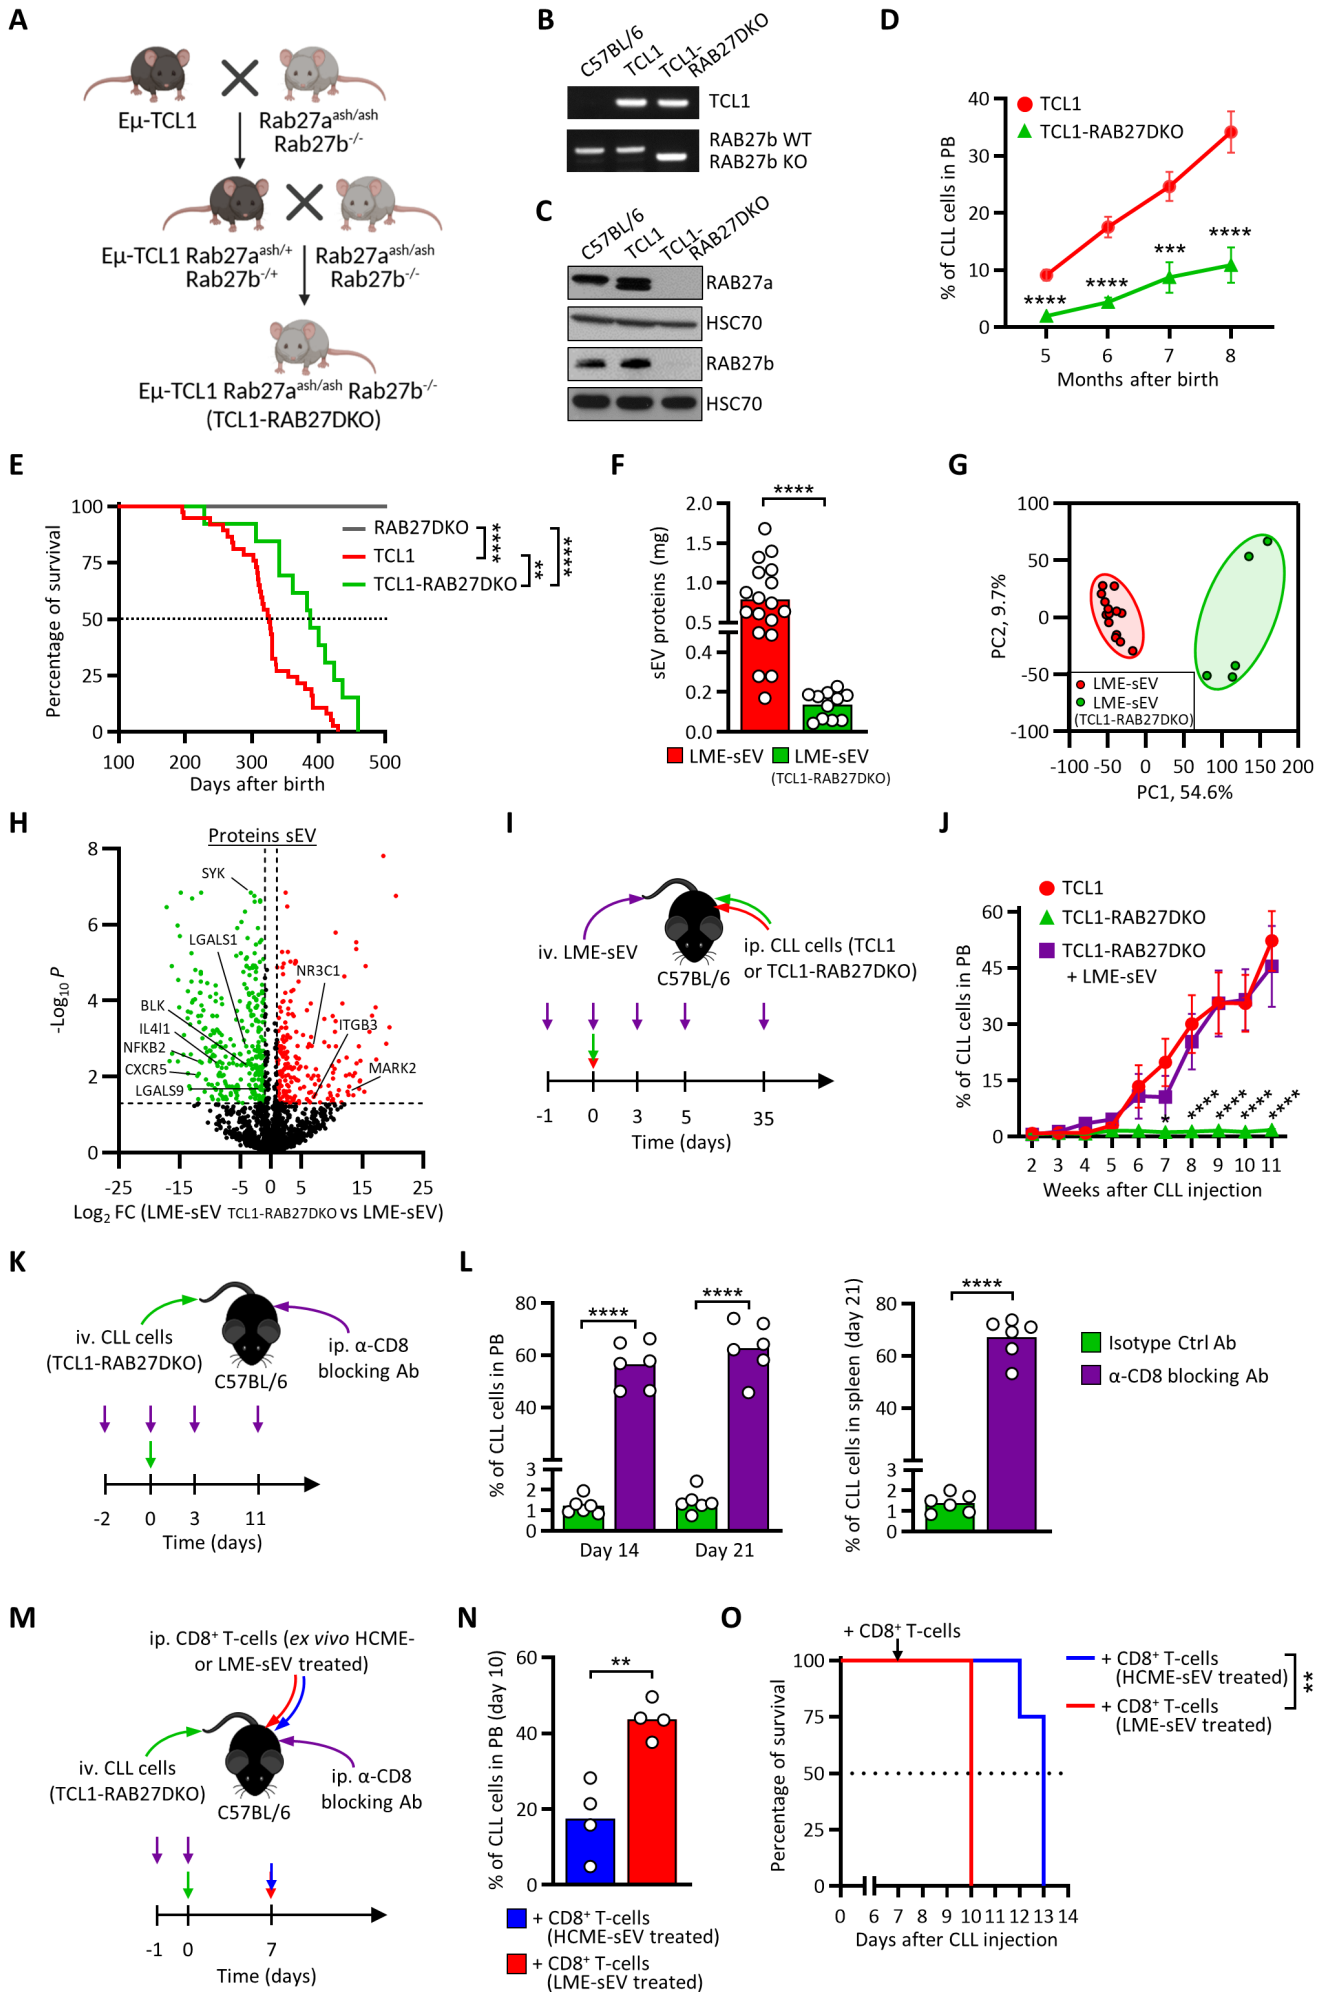 A
Eμ-TCL1
Rab27a^ash/ash
Rab27b^-/-
Eμ-TCL1 Rab27a^ash/+
Rab27b^-/+
Rab27a^ash/ash
Rab27b^-/-
Eμ-TCL1 Rab27a^ash/ash Rab27b^-/-
(TCL1-RAB27DKO)
B
C57BL/6
TCL1
TCL1-
RAB27DKO
TCL1
RAB27b WT
RAB27b KO
C
C57BL/6
TCL1
TCL1-
RAB27DKO
RAB27a
HSC70
RAB27b
HSC70
D
% of CLL cells in PB
40
30
20
10
0
TCL1
TCL1-RAB27DKO
****
****
***
****
5 6 7 8
Months after birth
E
Percentage of survival
100
75
50
25
0
RAB27DKO
TCL1
TCL1-RAB27DKO
****
**
****
100 200 300 400 500
Days after birth
F
sEV proteins (mg)
2.0
1.5
1.0
0.5
0.4
0.2
0.0
****
LME-sEV
LME-sEV
(TCL1-RAB27DKO)
G
PC2, 9.7%
100
50
0
-50
-100
LME-sEV
LME-sEV
(TCL1-RAB27DKO)
-100 -50 0 50 100 150 200
PC1, 54.6%
H
Proteins sEV
-Log10 P
8
6
4
2
0
SYK
LGALS1
BLK
IL4I1
NFKB2
CXCR5
LGALS9
NR3C1
ITGB3
MARK2
-25 -15 -5 0 5 15 25
Log2 FC (LME-sEV TCL1-RAB27DKO vs LME-sEV)
I
iv. LME-sEV
C57BL/6
ip. CLL cells (TCL1
or TCL1-RAB27DKO)
-1 0 3 5 35
Time (days)
J
% of CLL cells in PB
60
45
30
15
0
TCL1
TCL1-RAB27DKO
TCL1-RAB27DKO
+ LME-sEV
*
****
****
****
****
2 3 4 5 6 7 8 9 10 11
Weeks after CLL injection
K
iv. CLL cells
(TCL1-RAB27DKO)
C57BL/6
ip. α-CD8
blocking Ab
-2 0 3 11
Time (days)
L
% of CLL cells in PB
80
60
40
3
2
1
0
****
****
Day 14 Day 21
% of CLL cells in spleen (day 21)
80
60
40
3
2
1
0
****
Isotype Ctrl Ab
α-CD8 blocking Ab
M
ip. CD8+ T-cells (ex vivo HCME-
or LME-sEV treated)
iv. CLL cells
(TCL1-RAB27DKO)
C57BL/6
ip. α-CD8
blocking Ab
-1 0 7
Time (days)
N
% of CLL cells in PB (day 10)
60
40
20
0
**
+ CD8+ T-cells
(HCME-sEV treated)
+ CD8+ T-cells
(LME-sEV treated)
O
+ CD8+ T-cells
Percentage of survival
100
75
50
25
0
+ CD8+ T-cells
(HCME-sEV treated)
+ CD8+ T-cells
(LME-sEV treated)
**
0 6 7 8 9 10 11 12 13 14
Days after CLL injection